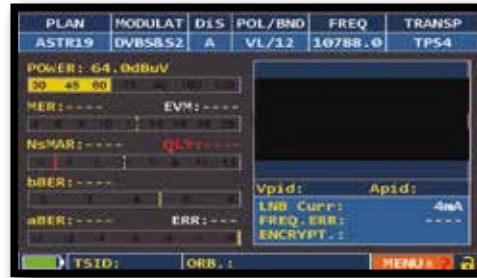 PLAN MODULAT DiS POL/BND FREQ TRANSP
ASTR19 DVBS&S2 A VL/12 10788.0 TP54
POWER: 64.0dBuV
30 45 60
MER:---- EVM:----
NsMAR:---- QLY:----
bBER:----
Vpid: Apid:
LNB Curr: 4mA
aBER:---- ERR:---- FREQ.ERR: ----
ENCRYPT.:
TSID: ORB.: MENU